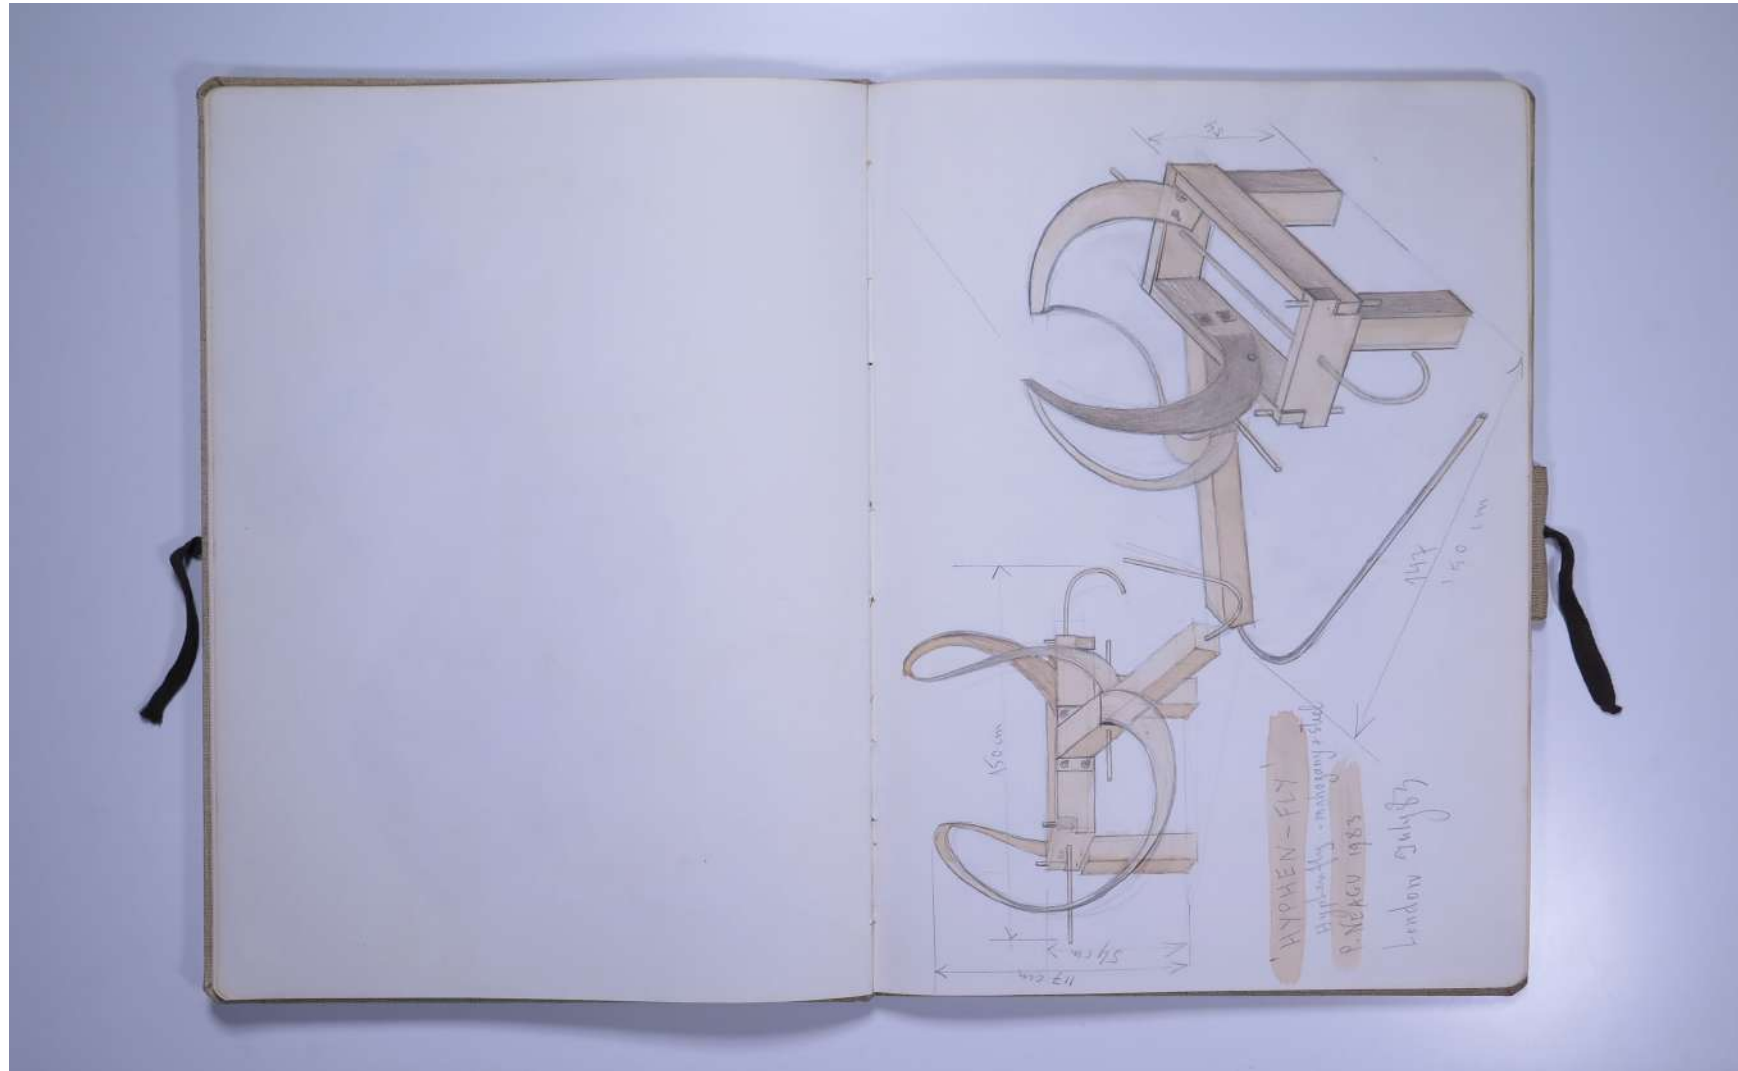 'HYPHEN-FLY'
Hyphen-fly - mahogany + steel
P. NEAGU 1983
London July 83
54
147
150 cm
150 cm
54 cm
117 cm